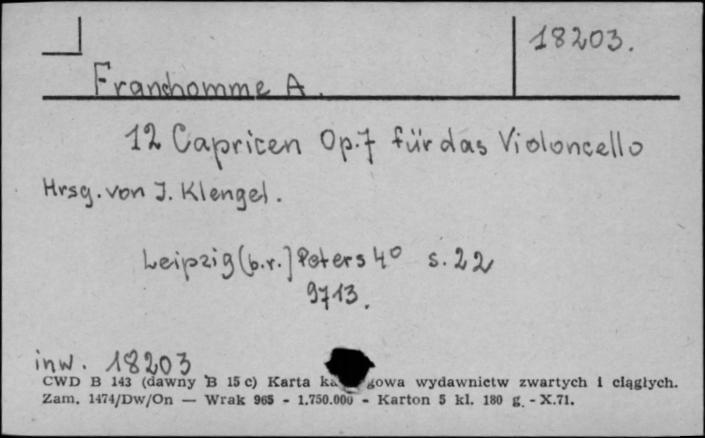 18203.
Franchomme A.
12 Capricen Op.7 für das Violoncello
Hrsg. von J. Klengel.
Leipzig [b.r.] Peters 4° s.22
9713.
inw. 18203
CWD B 143 (dawny B 15 c) Karta ka gowa wydawnictw zwartych i ciągłych.
Zam. 1474/Dw/On — Wrak 965 - 1.750.000 - Karton 5 kl. 180 g. - X.71.